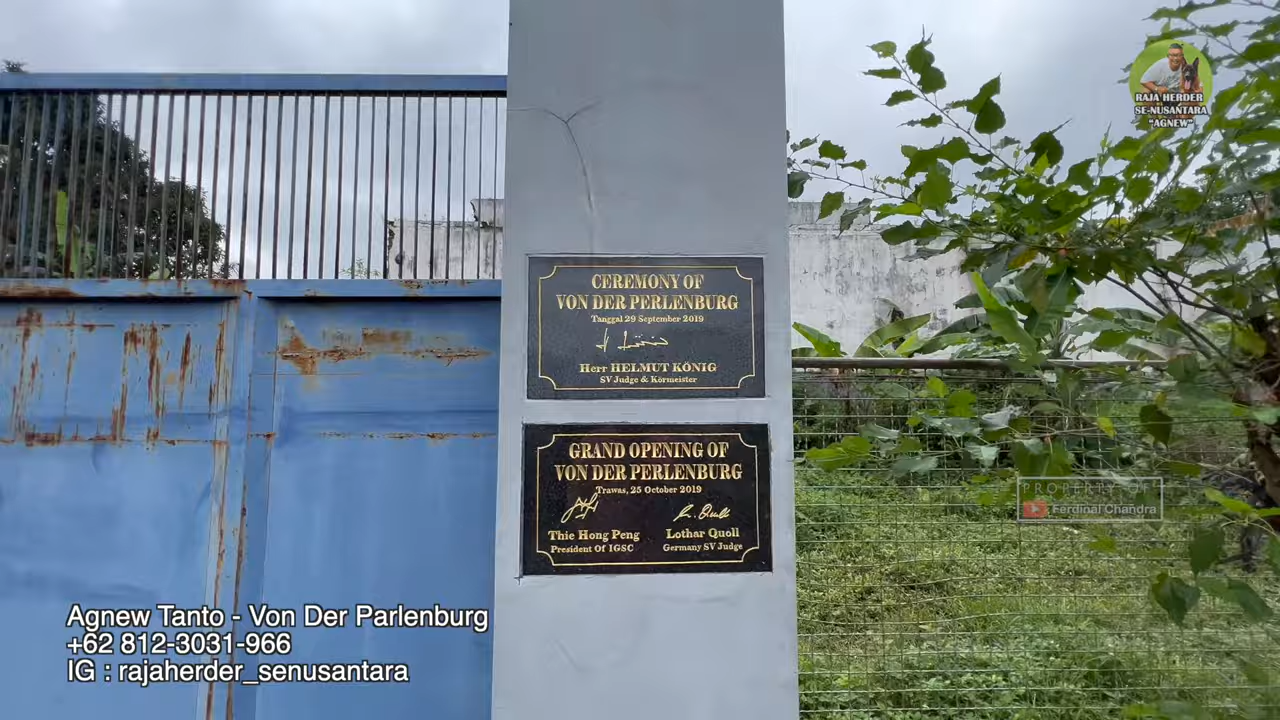 RAJA HERDER
SE-NUSANTARA
"AGNEW"
CEREMONY OF
VON DER PERLENBURG
Tanggal 29 September 2019
Herr HELMUT KÖNIG
SV Judge & Körmeister
GRAND OPENING OF
VON DER PERLENBURG
Trawas, 25 October 2019
Thie Hong Peng
President Of IGSC
Lothar Quoll
Germany SV Judge
PROPERTY OF
Ferdinal Chandra
Agnew Tanto - Von Der Parlenburg
+62 812-3031-966
IG : rajaherder_senusantara